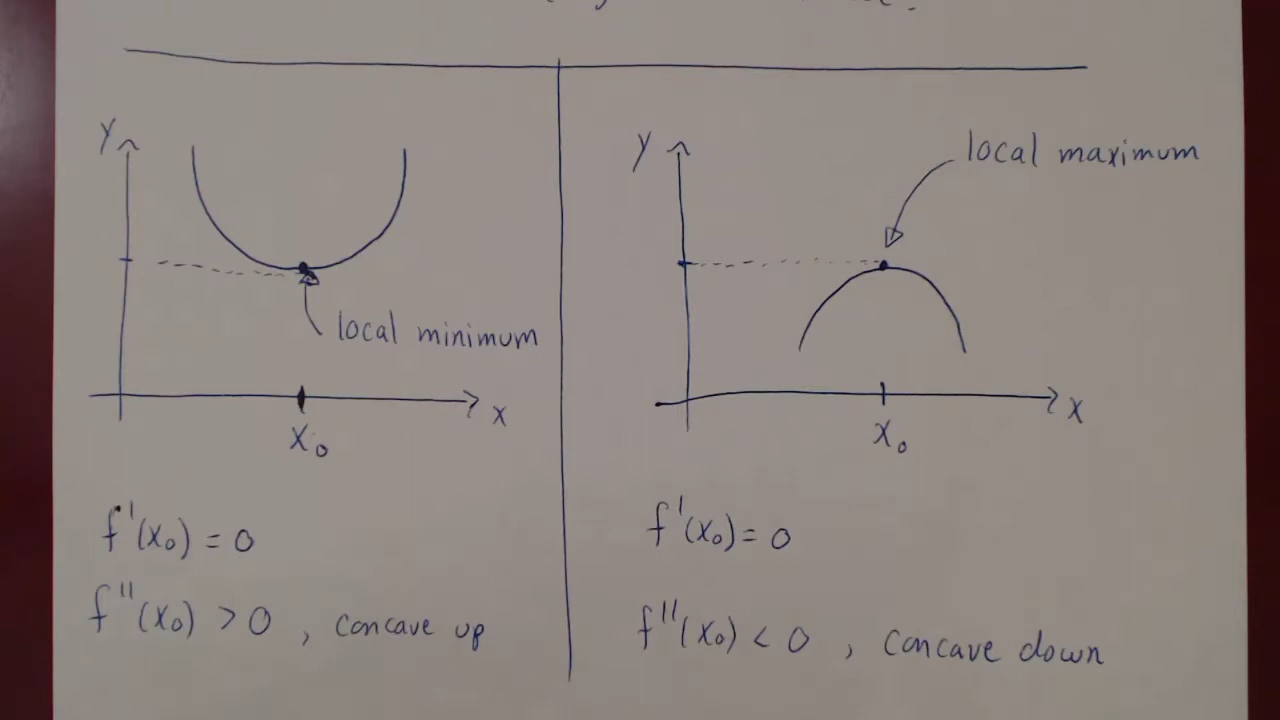 y
local minimum
x
x₀
f'(x₀) = 0
f''(x₀) > 0 , concave up
y
local maximum
x
x₀
f'(x₀) = 0
f''(x₀) < 0 , concave down